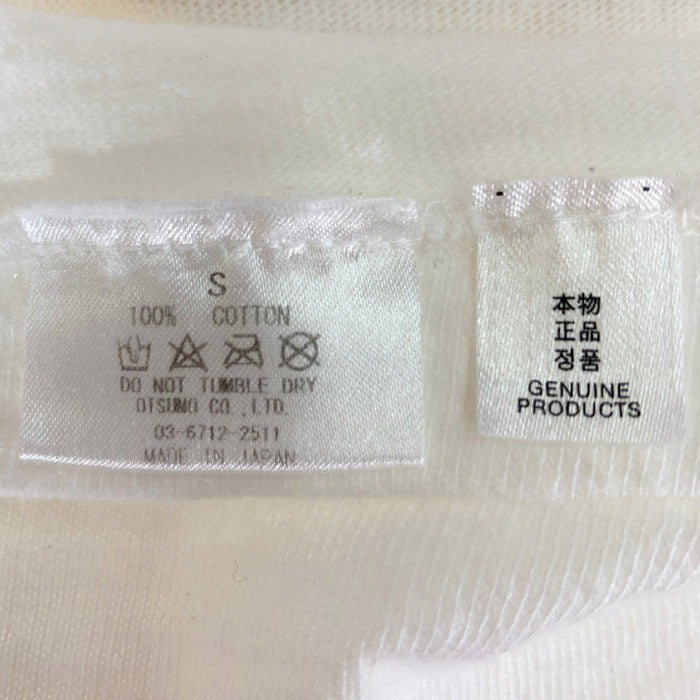 S
100% COTTON
DO NOT TUMBLE DRY
OTSUMO CO.,LTD.
03-6712-2511
MADE IN JAPAN
本物
正品
정품
GENUINE
PRODUCTS